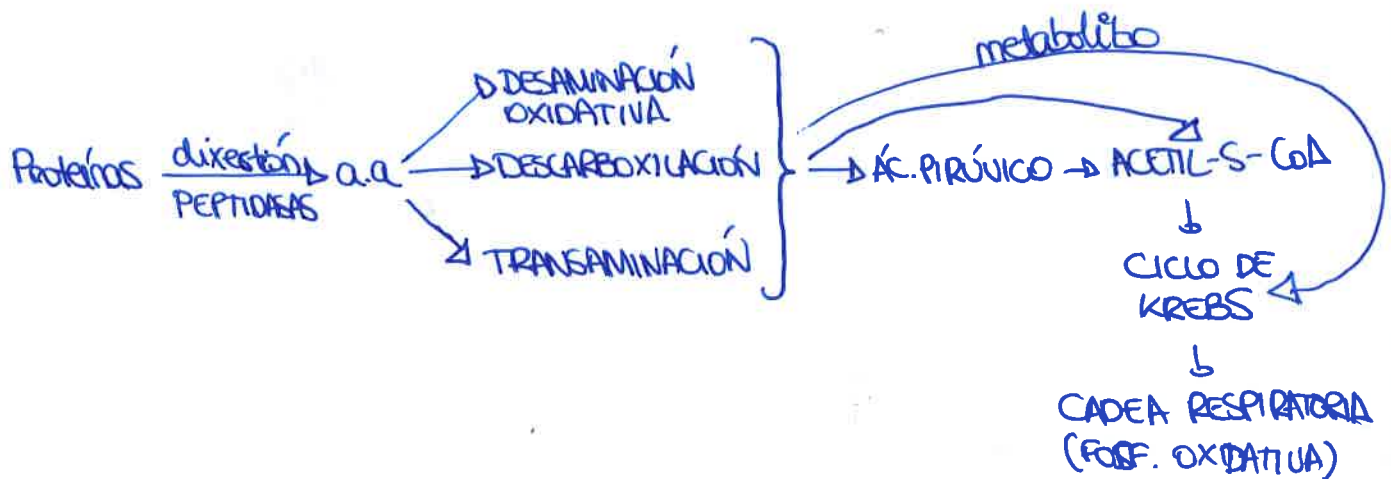 metabolito
DESAMINACIÓN
OXIDATIVA
Proteínas dixestión a.a DESCARBOXILACIÓN ÁC. PIRÚVICO ACETIL-S-CoA
PEPTIDASAS
TRANSAMINACIÓN
CICLO DE
KREBS
CADEA RESPIRATORIA
(FOSF. OXIDATIVA)